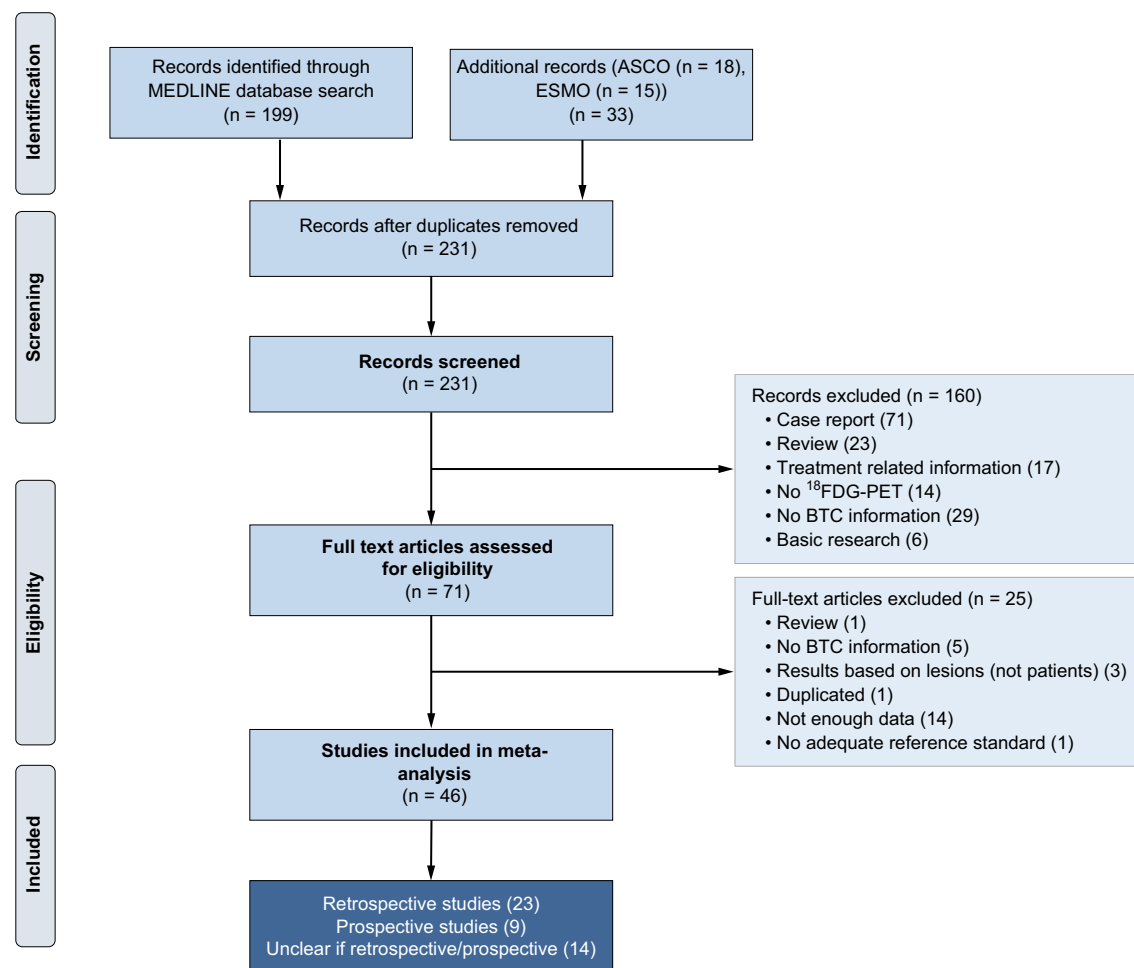 Identification
Records identified through
MEDLINE database search
(n = 199)
Additional records (ASCO (n = 18),
ESMO (n = 15))
(n = 33)
Screening
Records after duplicates removed
(n = 231)
Records screened
(n = 231)
Records excluded (n = 160)
• Case report (71)
• Review (23)
• Treatment related information (17)
• No ¹⁸FDG-PET (14)
• No BTC information (29)
• Basic research (6)
Eligibility
Full text articles assessed
for eligibility
(n = 71)
Full-text articles excluded (n = 25)
• Review (1)
• No BTC information (5)
• Results based on lesions (not patients) (3)
• Duplicated (1)
• Not enough data (14)
• No adequate reference standard (1)
Studies included in meta-
analysis
(n = 46)
Included
Retrospective studies (23)
Prospective studies (9)
Unclear if retrospective/prospective (14)